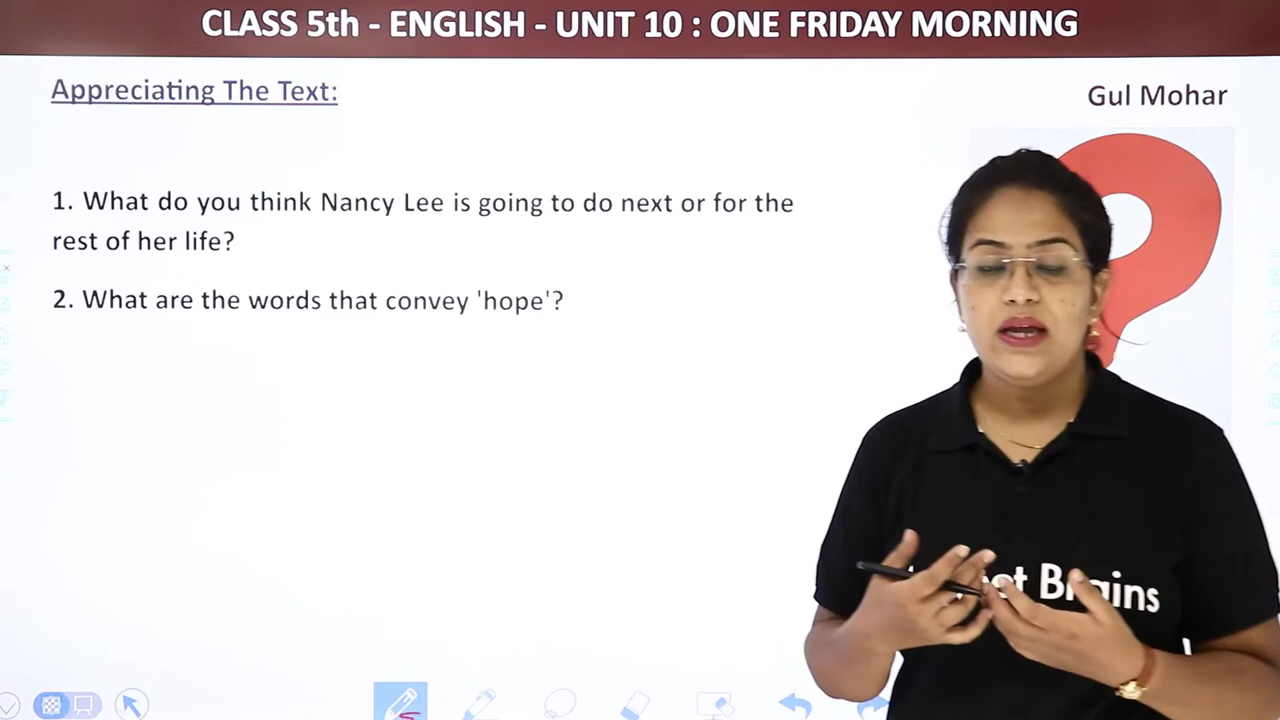 CLASS 5th - ENGLISH - UNIT 10 : ONE FRIDAY MORNING
Appreciating The Text:
Gul Mohar
1. What do you think Nancy Lee is going to do next or for the
rest of her life?
2. What are the words that convey 'hope'?